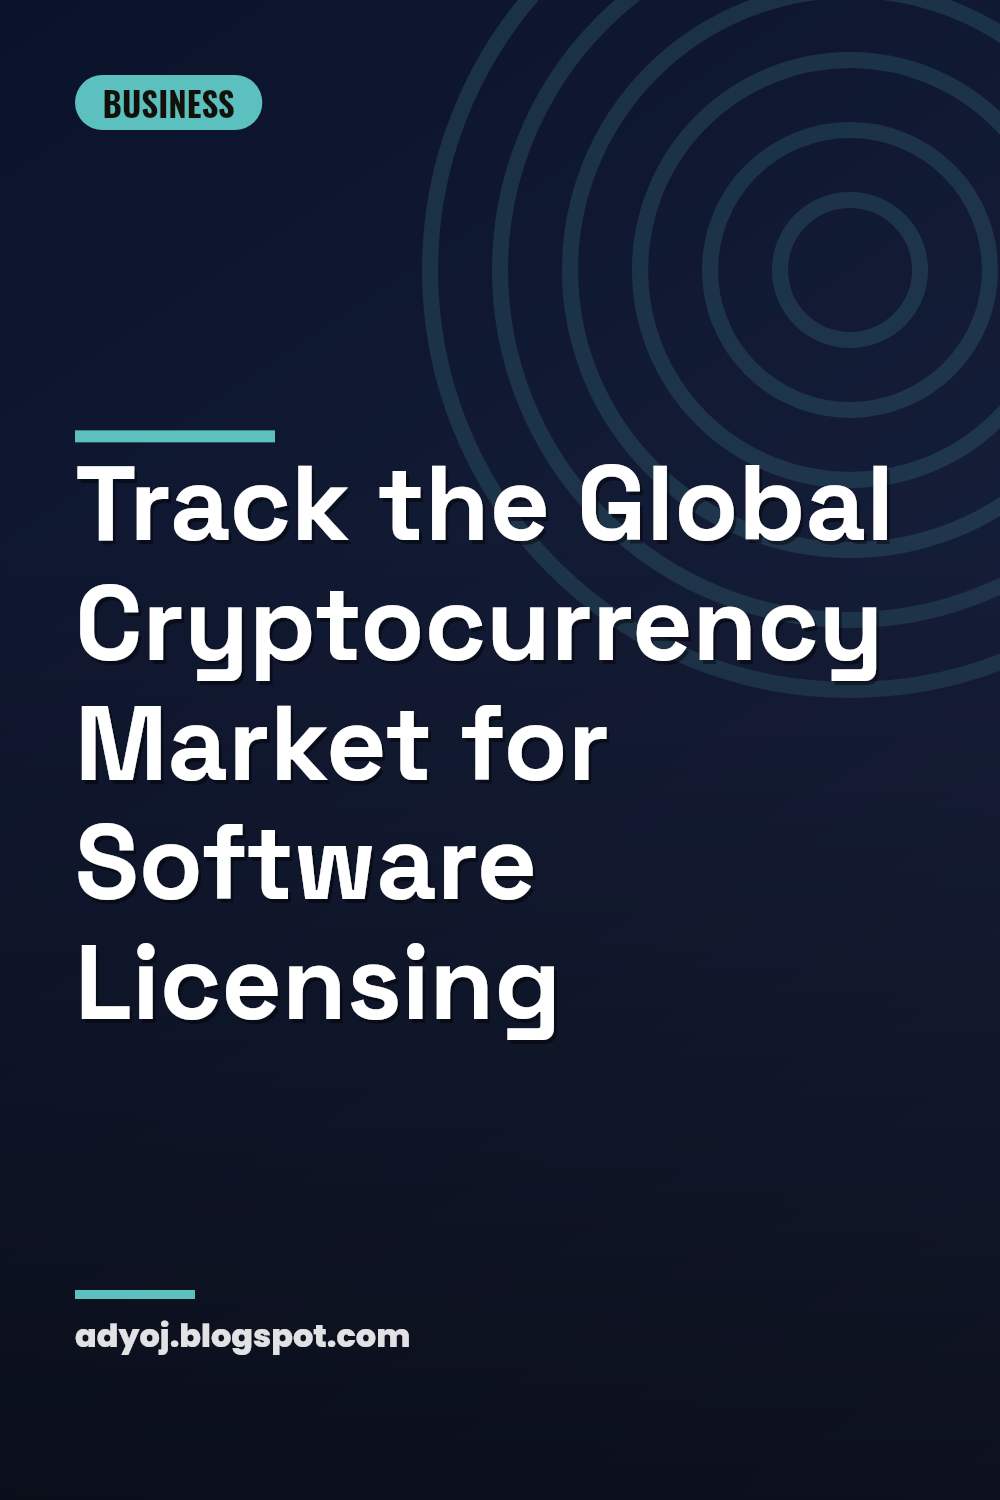 BUSINESS
Track the Global
Cryptocurrency
Market for
Software
Licensing
adyoj.blogspot.com